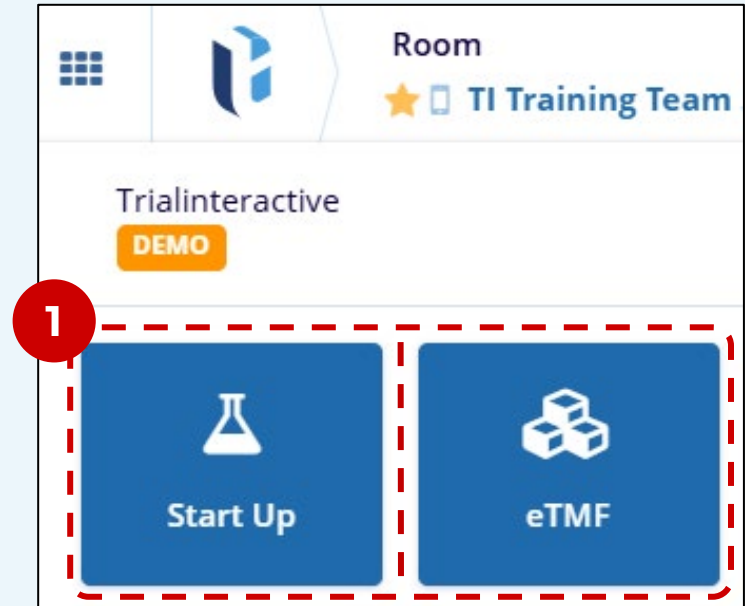 Room
TI Training Team
Trialinteractive
DEMO
1
Start Up
eTMF